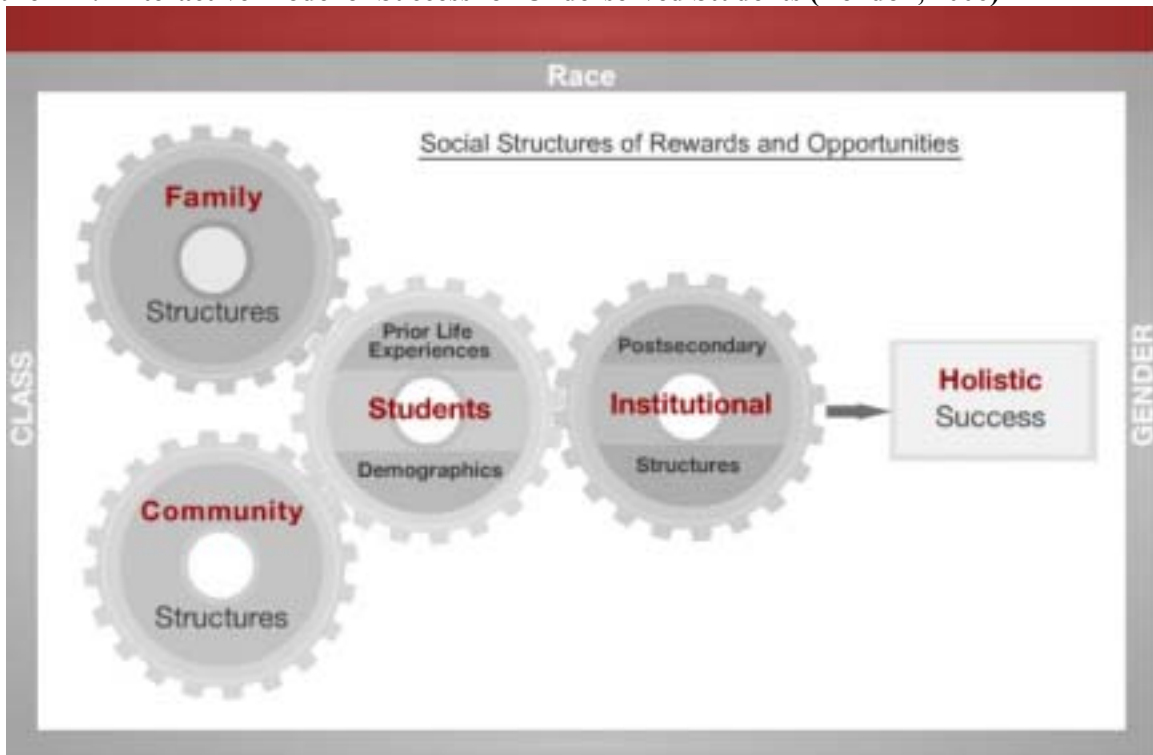 Race
Social Structures of Rewards and Opportunities
Family
Structures
CLASS
Prior Life
Experiences
Students
Demographics
Postsecondary
Institutional
Structures
Holistic
Success
GENDER
Community
Structures